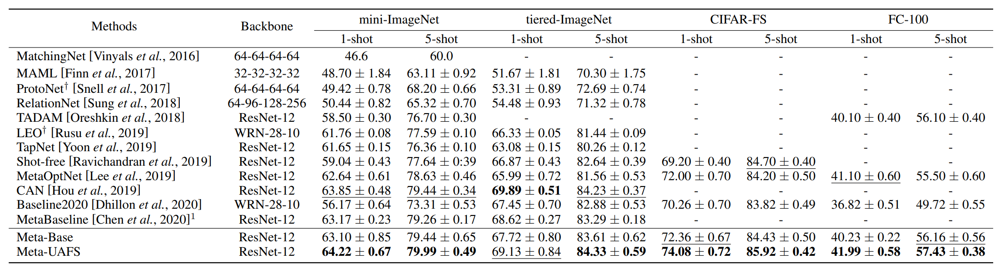 Methods Backbone mini-ImageNet tiered-ImageNet CIFAR-FS FC-100
1-shot 5-shot 1-shot 5-shot 1-shot 5-shot 1-shot 5-shot
MatchingNet [Vinyals et al., 2016] 64-64-64-64 46.6 60.0 - - - - - -
MAML [Finn et al., 2017] 32-32-32-32 48.70 ± 1.84 63.11 ± 0.92 51.67 ± 1.81 70.30 ± 1.75 - - - -
ProtoNet† [Snell et al., 2017] 64-64-64-64 49.42 ± 0.78 68.20 ± 0.66 53.31 ± 0.89 72.69 ± 0.74 - - - -
RelationNet [Sung et al., 2018] 64-96-128-256 50.44 ± 0.82 65.32 ± 0.70 54.48 ± 0.93 71.32 ± 0.78 - - - -
TADAM [Oreshkin et al., 2018] ResNet-12 58.50 ± 0.30 76.70 ± 0.30 - - - - 40.10 ± 0.40 56.10 ± 0.40
LEO† [Rusu et al., 2019] WRN-28-10 61.76 ± 0.08 77.59 ± 0.10 66.33 ± 0.05 81.44 ± 0.09 - - - -
TapNet [Yoon et al., 2019] ResNet-12 61.65 ± 0.15 76.36 ± 0.10 63.08 ± 0.15 80.26 ± 0.12 - - - -
Shot-free [Ravichandran et al., 2019] ResNet-12 59.04 ± 0.43 77.64 ± 0:39 66.87 ± 0.43 82.64 ± 0.39 69.20 ± 0.40 84.70 ± 0.40 - -
MetaOptNet [Lee et al., 2019] ResNet-12 62.64 ± 0.61 78.63 ± 0.46 65.99 ± 0.72 81.56 ± 0.53 72.00 ± 0.70 84.20 ± 0.50 41.10 ± 0.60 55.50 ± 0.60
CAN [Hou et al., 2019] ResNet-12 63.85 ± 0.48 79.44 ± 0.34 69.89 ± 0.51 84.23 ± 0.37 - - - -
Baseline2020 [Dhillon et al., 2020] WRN-28-10 56.17 ± 0.64 73.31 ± 0.53 67.45 ± 0.70 82.88 ± 0.53 70.26 ± 0.70 83.82 ± 0.49 36.82 ± 0.51 49.72 ± 0.55
MetaBaseline [Chen et al., 2020]1 ResNet-12 63.17 ± 0.23 79.26 ± 0.17 68.62 ± 0.27 83.29 ± 0.18 - - - -
Meta-Base ResNet-12 63.10 ± 0.85 79.44 ± 0.65 67.72 ± 0.80 83.61 ± 0.62 72.36 ± 0.67 84.43 ± 0.50 40.23 ± 0.22 56.16 ± 0.56
Meta-UAFS ResNet-12 64.22 ± 0.67 79.99 ± 0.49 69.13 ± 0.84 84.33 ± 0.59 74.08 ± 0.72 85.92 ± 0.42 41.99 ± 0.58 57.43 ± 0.38